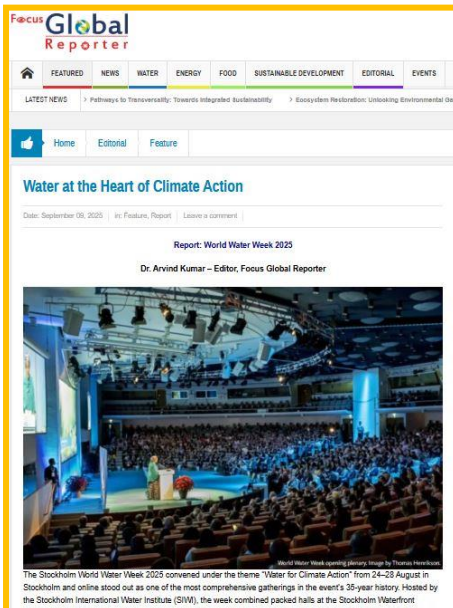 Focus Global
Reporter
FEATURED NEWS WATER ENERGY FOOD SUSTAINABLE DEVELOPMENT EDITORIAL EVENTS
LATEST NEWS > Pathways to Transversality: Towards Integrated Sustainability > Ecosystem Restoration: Unlocking Environmental Ga
Home Editorial Feature
Water at the Heart of Climate Action
Date: September 09, 2025 in: Feature, Report Leave a comment
Report: World Water Week 2025
Dr. Arvind Kumar – Editor, Focus Global Reporter
World Water Week opening plenary. Image by Thomas Henrikson.
The Stockholm World Water Week 2025 convened under the theme "Water for Climate Action" from 24–28 August in
Stockholm and online stood out as one of the most comprehensive gatherings in the event's 35-year history. Hosted by
the Stockholm International Water Institute (SIWI), the week combined packed halls at the Stockholm Waterfront